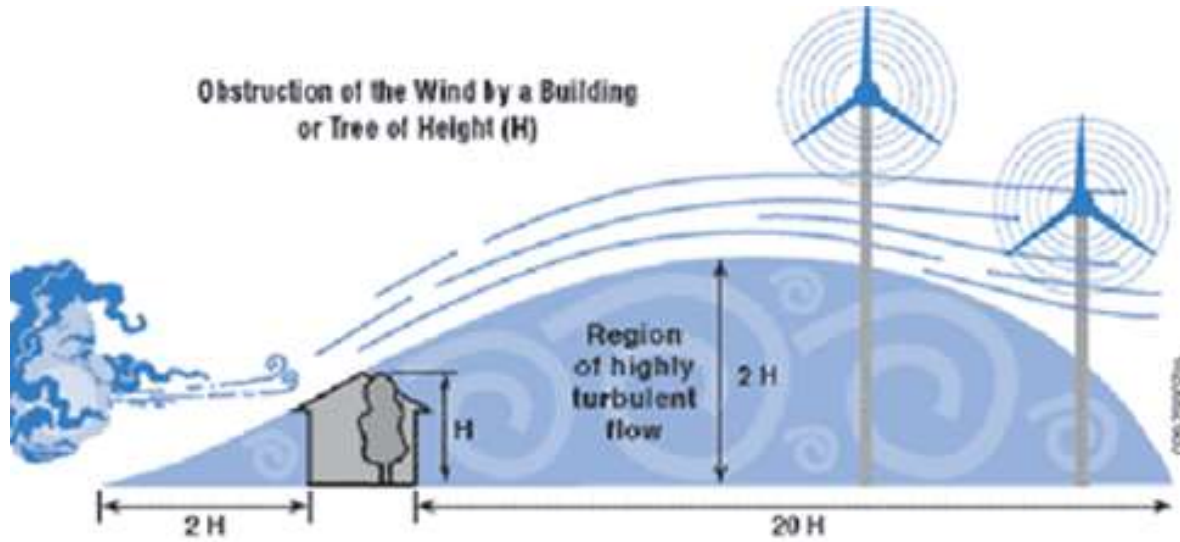 Obstruction of the Wind by a Building
or Tree of Height (H)
Region
of highly
turbulent
flow
2 H
H
2 H
20 H